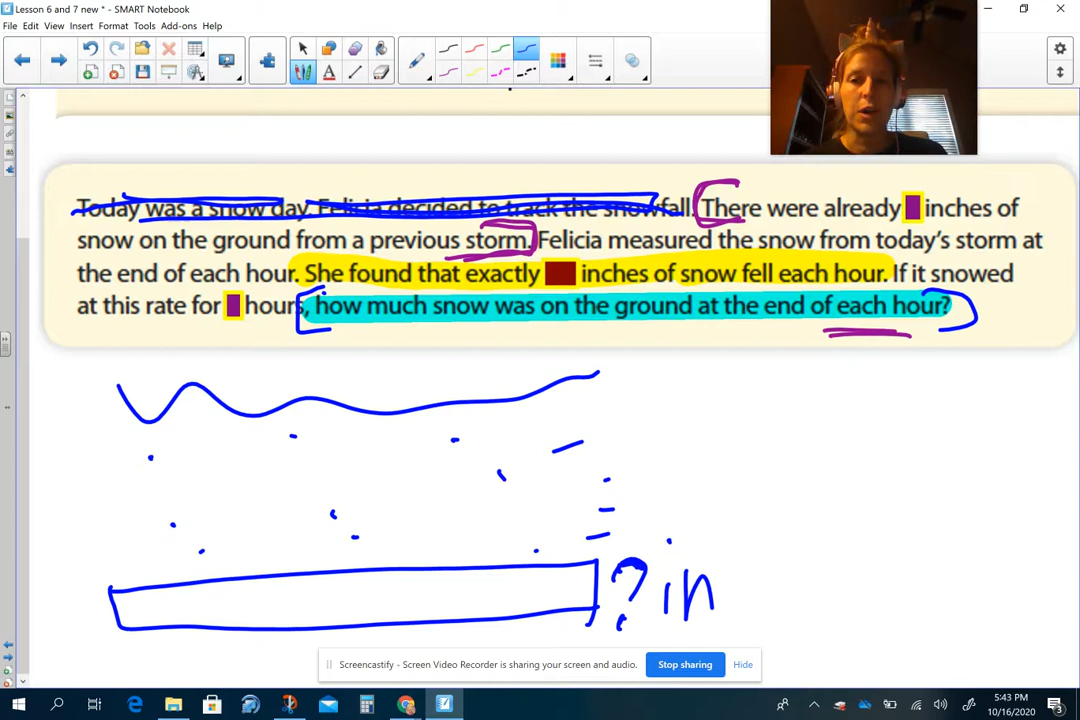 Lesson 6 and 7 new * - SMART Notebook
File Edit View Insert Format Tools Add-ons Help
Today was a snow day. Felicia decided to track the snowfall. There were already inches of
snow on the ground from a previous storm. Felicia measured the snow from today's storm at
the end of each hour. She found that exactly inches of snow fell each hour. If it snowed
at this rate for hours, how much snow was on the ground at the end of each hour?
? in
Screencastify - Screen Video Recorder is sharing your screen and audio. Stop sharing Hide
5:43 PM
10/16/2020
3